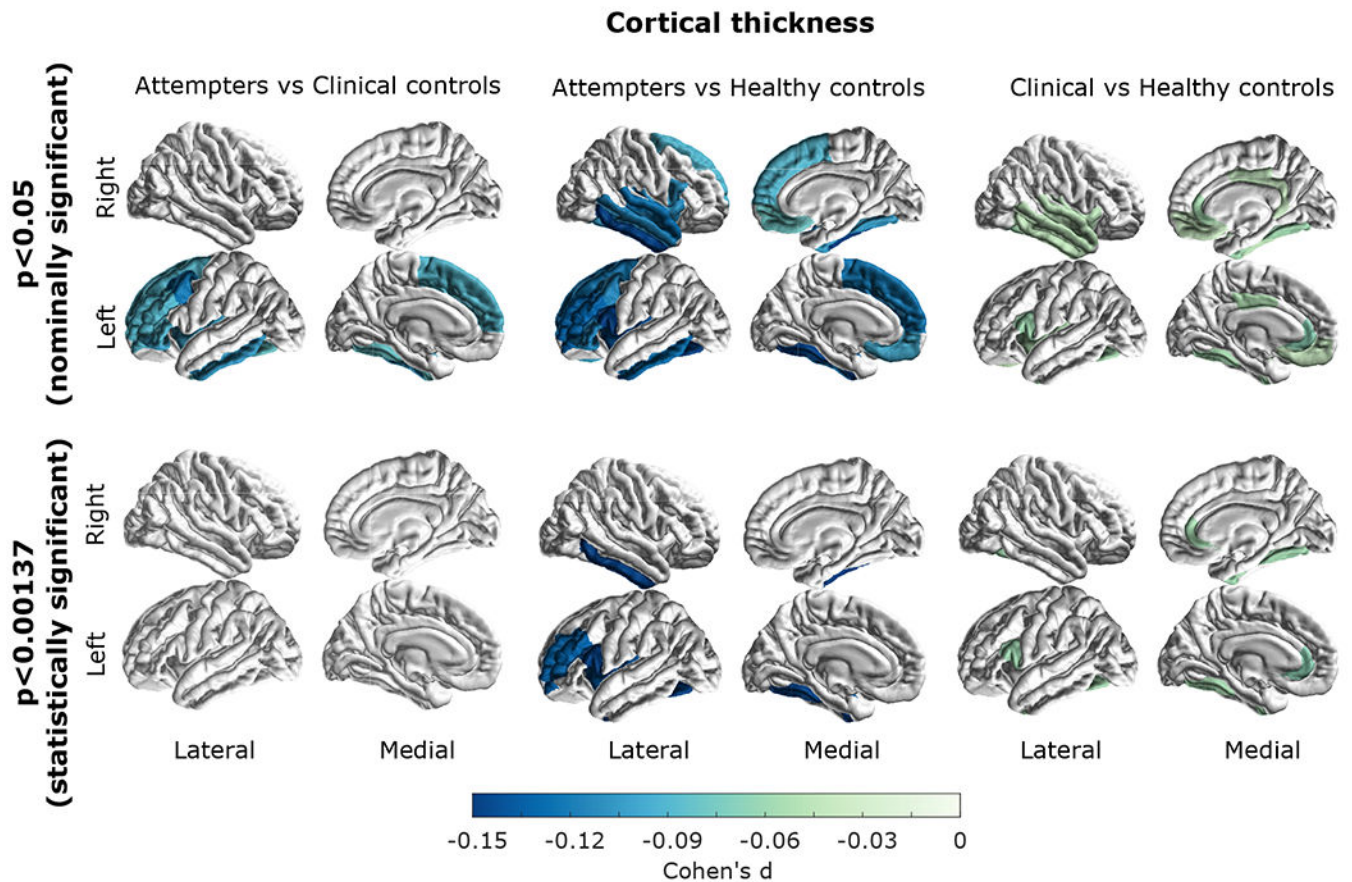 Cortical thickness
Attempters vs Clinical controls
Attempters vs Healthy controls
Clinical vs Healthy controls
p<0.05
(nominally significant)
Right
Left
p<0.00137
(statistically significant)
Right
Left
Lateral
Medial
Lateral
Medial
Lateral
Medial
-0.15
-0.12
-0.09
-0.06
-0.03
0
Cohen's d